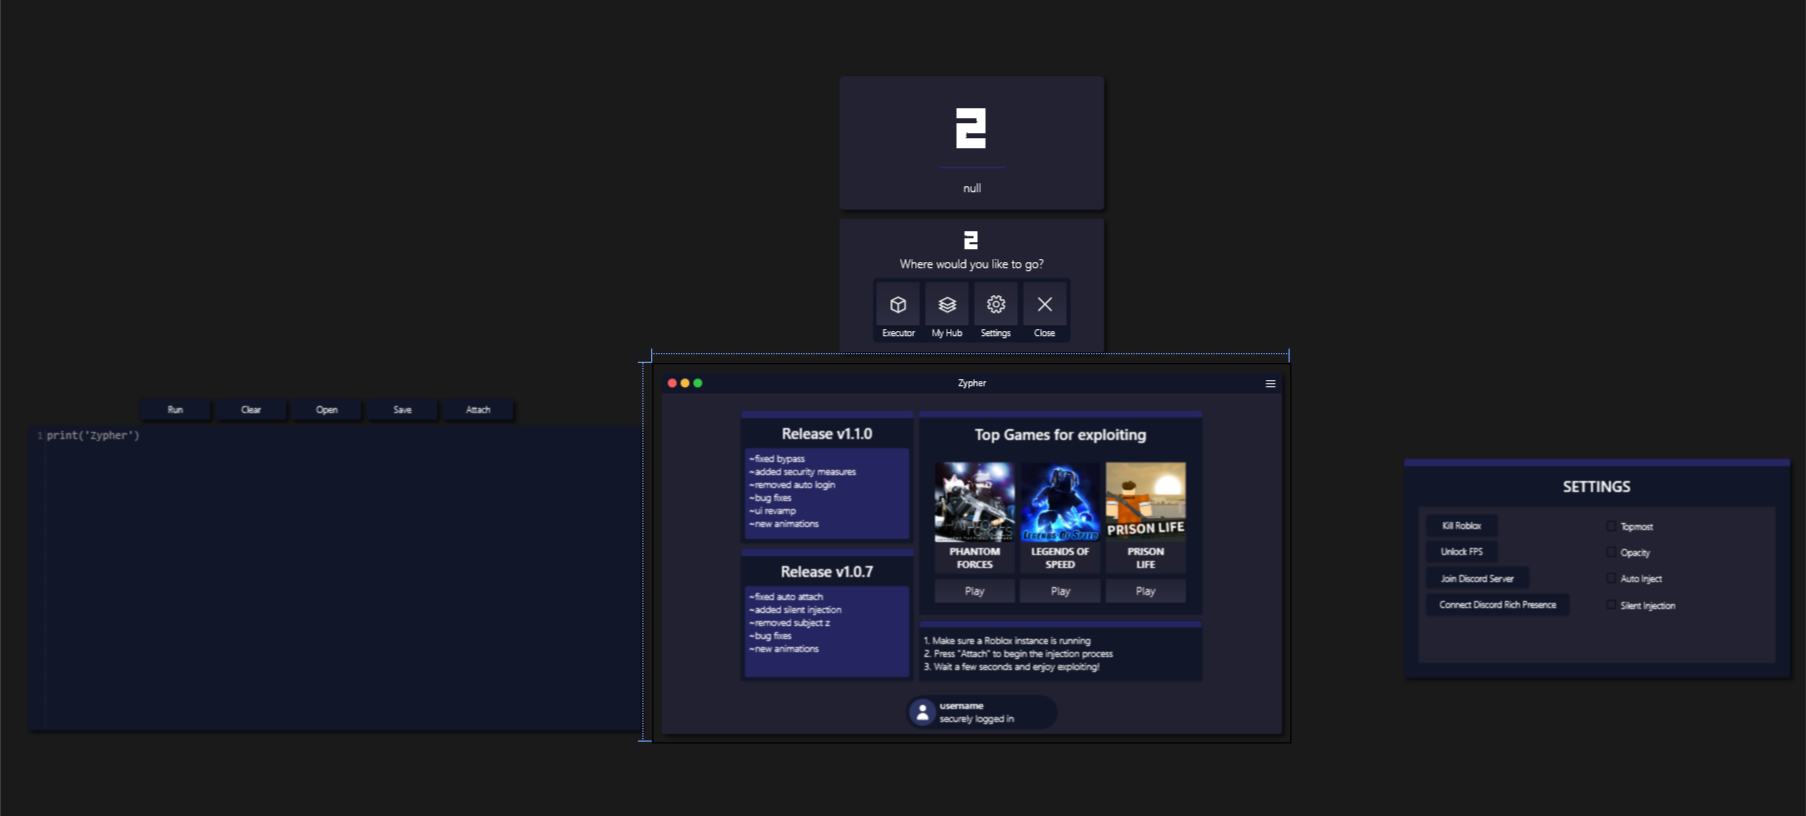 null
Where would you like to go?
Executor
My Hub
Settings
Close
Run
Clear
Open
Save
Attach
1 print('Zypher')
Zypher
Release v1.1.0
~fixed bypass
~added security measures
~removed auto login
~bug fixes
~ui revamp
~new animations
Release v1.0.7
~fixed auto attach
~added silent injection
~removed subject z
~bug fixes
~new animations
Top Games for exploiting
LEGENDS OF SPEED
PRISON LIFE
PHANTOM
FORCES
LEGENDS OF
SPEED
PRISON
LIFE
Play
Play
Play
1. Make sure a Roblox instance is running
2. Press "Attach" to begin the injection process
3. Wait a few seconds and enjoy exploiting!
username
securely logged in
SETTINGS
Kill Roblox
Unlock FPS
Join Discord Server
Connect Discord Rich Presence
Topmost
Opacity
Auto Inject
Silent Injection